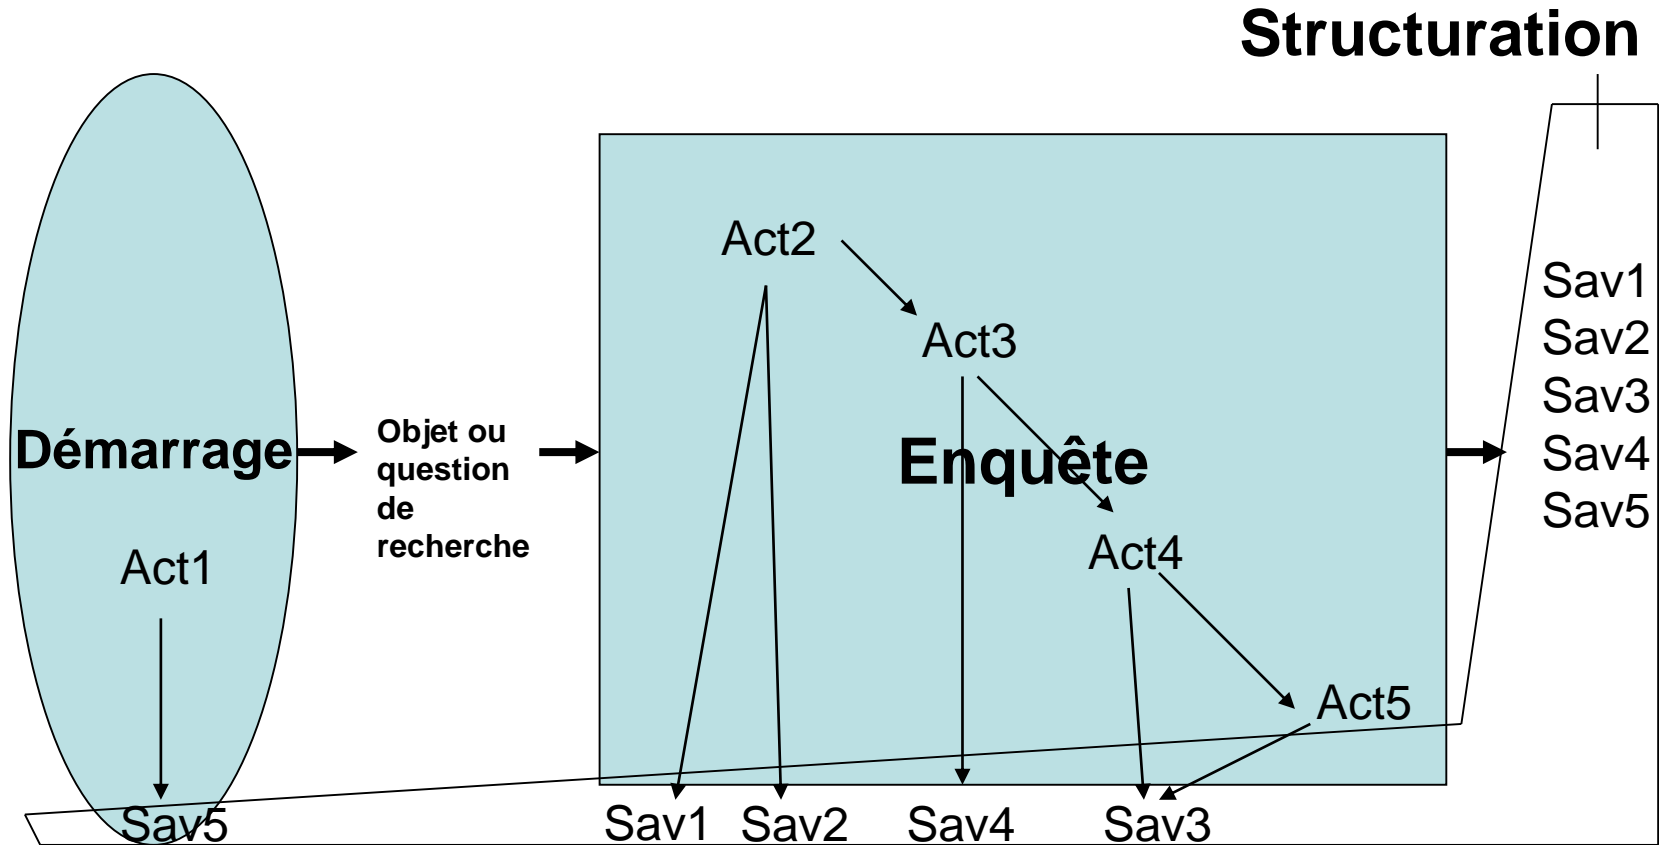 Structuration
Act2
Sav1
Act3
Sav2
Sav3
Démarrage
Objet ou
question
de
recherche
Enquête
Sav4
Sav5
Act1
Act4
Act5
Sav5
Sav1
Sav2
Sav4
Sav3